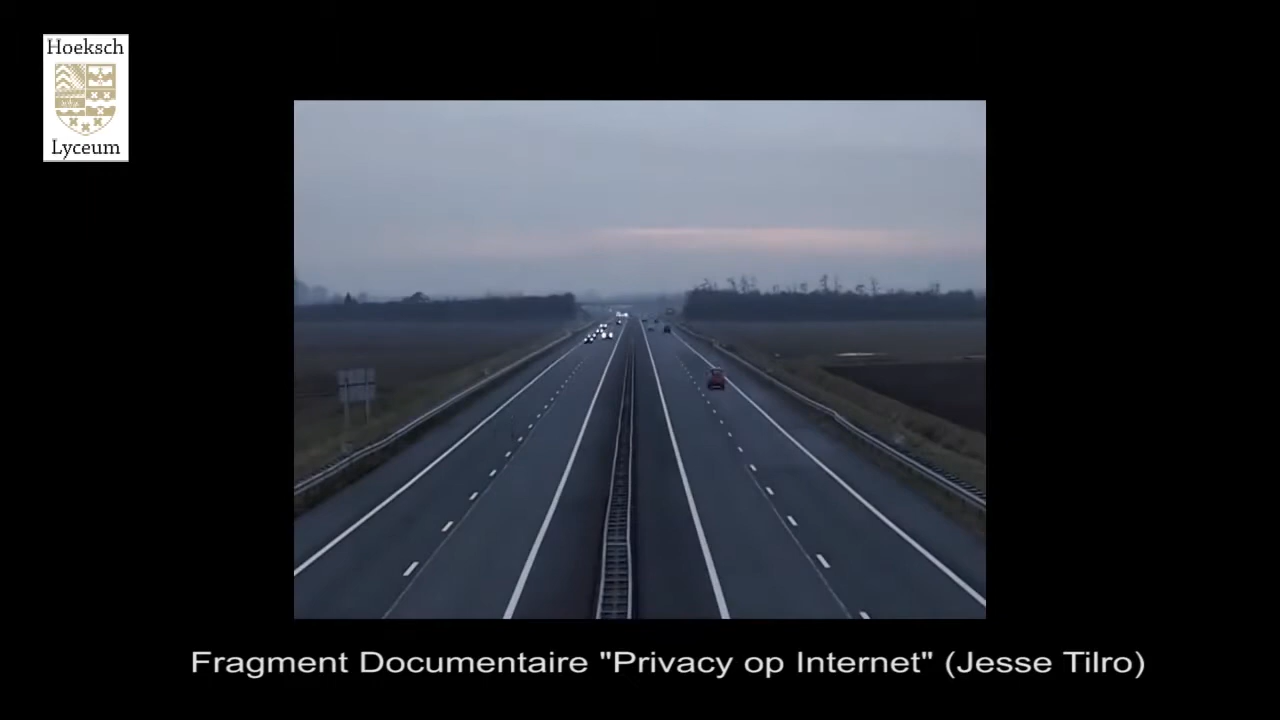 Hoeksch
Lyceum
Fragment Documentaire "Privacy op Internet" (Jesse Tilro)